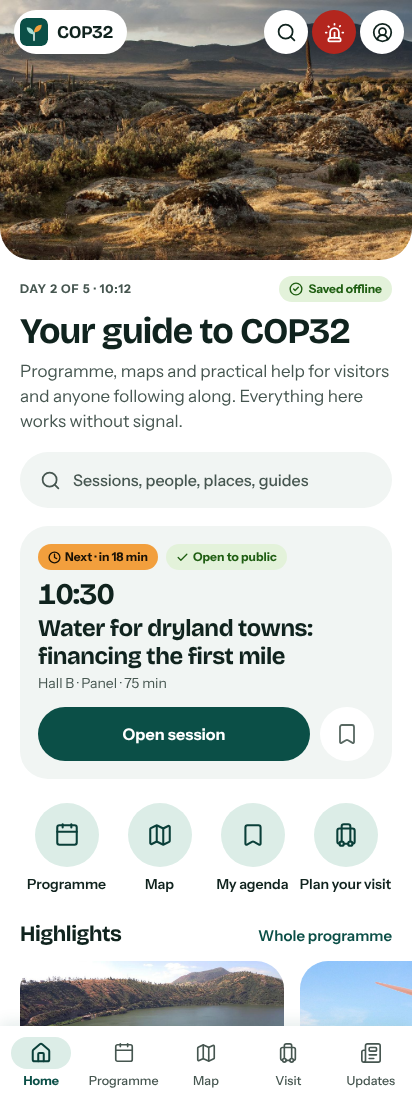 COP32
DAY 2 OF 5 · 10:12
Saved offline
Your guide to COP32
Programme, maps and practical help for visitors
and anyone following along. Everything here
works without signal.
Sessions, people, places, guides
Next · in 18 min
Open to public
10:30
Water for dryland towns:
financing the first mile
Hall B · Panel · 75 min
Open session
Programme
Map
My agenda
Plan your visit
Highlights
Whole programme
Home
Programme
Map
Visit
Updates